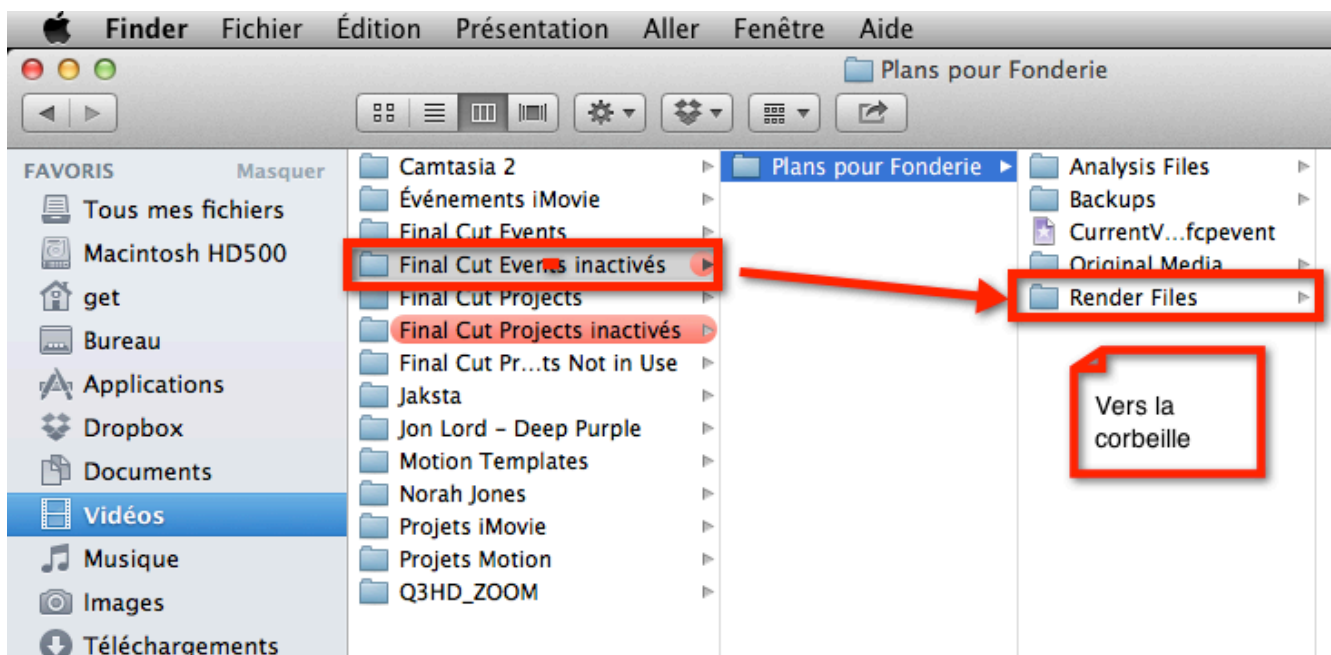 Finder Fichier Édition Présentation Aller Fenêtre Aide
Plans pour Fonderie
FAVORIS Masquer
Tous mes fichiers
Macintosh HD500
get
Bureau
Applications
Dropbox
Documents
Vidéos
Musique
Images
Téléchargements
Camtasia 2
Événements iMovie
Final Cut Events
Final Cut Events inactivés
Final Cut Projects
Final Cut Projects inactivés
Final Cut Pr...ts Not in Use
Jaksta
Jon Lord – Deep Purple
Motion Templates
Norah Jones
Projets iMovie
Projets Motion
Q3HD_ZOOM
Plans pour Fonderie
Analysis Files
Backups
CurrentV...fcpevent
Original Media
Render Files
Vers la
corbeille